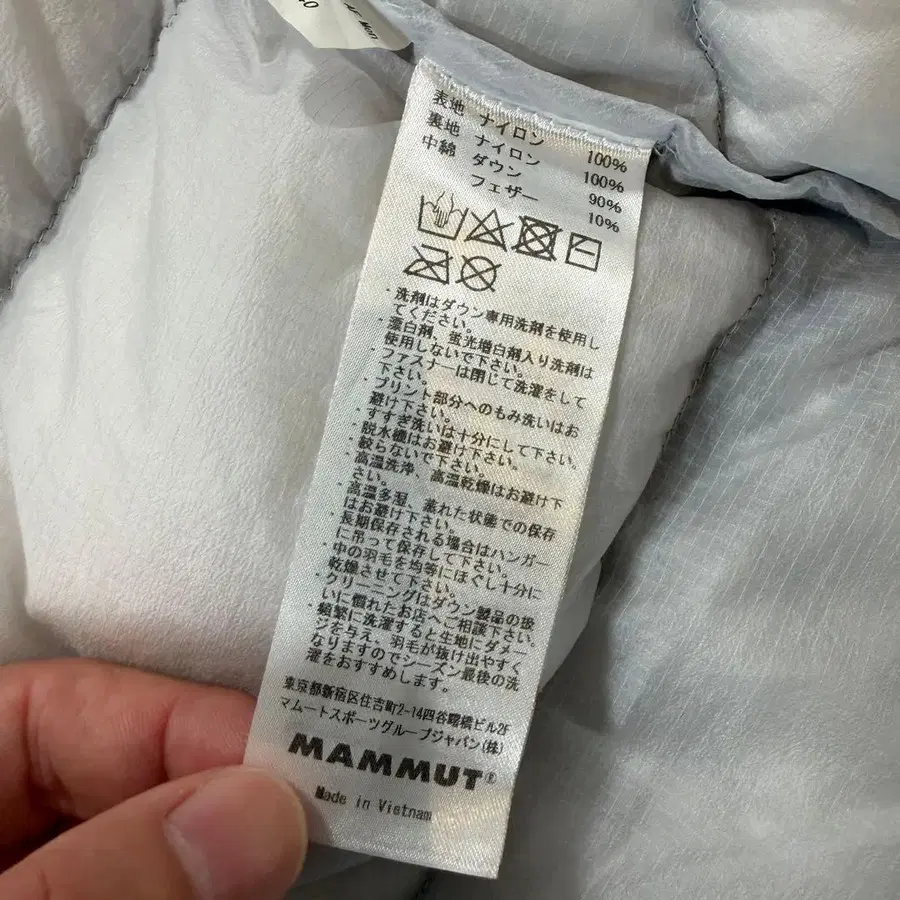 AF Men
40
表地 ナイロン 100%
裏地 ナイロン 100%
中綿 ダウン 90%
フェザー 10%
・洗剤はダウン専用洗剤を使用し
てください。
・漂白剤、蛍光増白剤入り洗剤は
使用しないで下さい。
・ファスナーは閉じて洗濯をして
下さい。
・プリント部分へのもみ洗いはお
避け下さい。
・すすぎ洗いは十分にして下さい。
・脱水機はお避け下さい。
・絞らないで下さい。
・高温洗浄、高温乾燥はお避け下
さい。
・高温多湿、蒸れた状態での保存
はお避け下さい。
・長期保存される場合はハンガー
に吊って保存して下さい。
・中の羽毛を均等にほぐし十分に
乾燥させて下さい。
・クリーニングはダウン製品の扱
いに慣れたお店へご相談下さい。
・頻繁に洗濯すると生地にダメー
ジを与え、羽毛が抜け出やすく
なりますのでシーズン最後の洗
濯をおすすめします。
東京都新宿区住吉町2-14四谷曙橋ビル2F
マムートスポーツグループジャパン(株)
MAMMUT®
Made in Vietnam